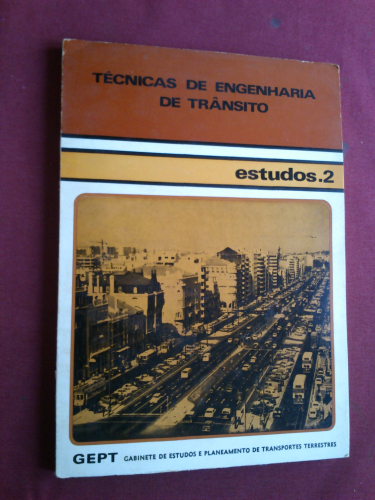 TÉCNICAS DE ENGENHARIA
DE TRÂNSITO
estudos.2
GEPT GABINETE DE ESTUDOS E PLANEAMENTO DE TRANSPORTES TERRESTRES